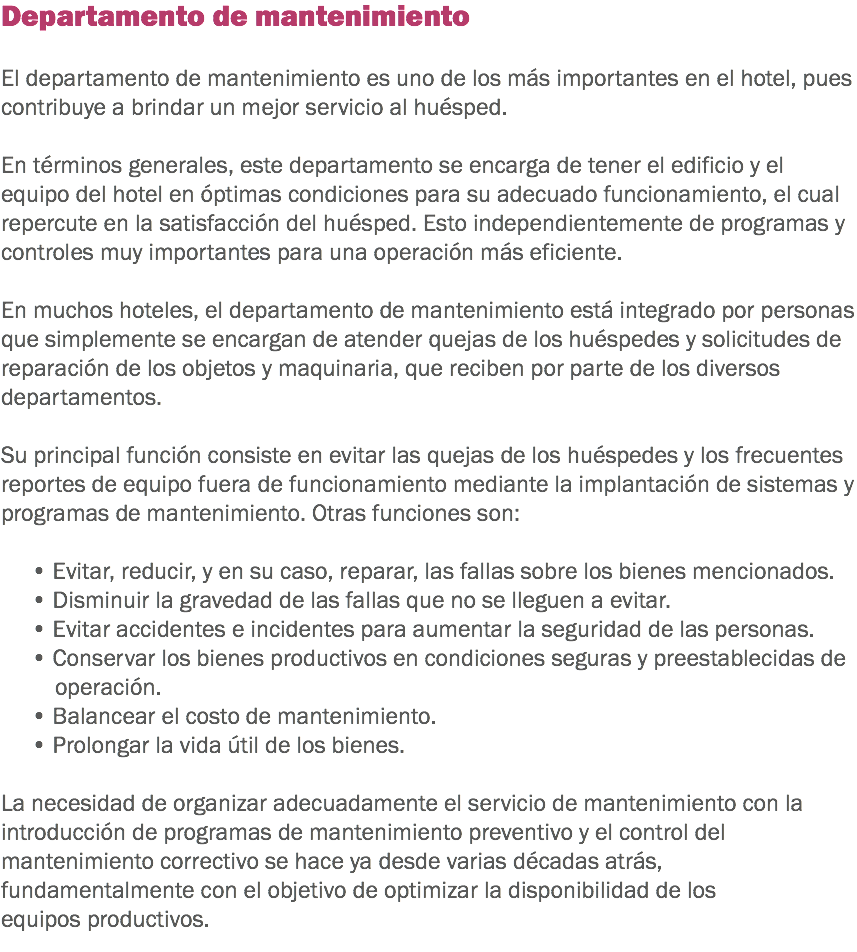 Departamento de mantenimiento
El departamento de mantenimiento es uno de los más importantes en el hotel, pues
contribuye a brindar un mejor servicio al huésped.
En términos generales, este departamento se encarga de tener el edificio y el
equipo del hotel en óptimas condiciones para su adecuado funcionamiento, el cual
repercute en la satisfacción del huésped. Esto independientemente de programas y
controles muy importantes para una operación más eficiente.
En muchos hoteles, el departamento de mantenimiento está integrado por personas
que simplemente se encargan de atender quejas de los huéspedes y solicitudes de
reparación de los objetos y maquinaria, que reciben por parte de los diversos
departamentos.
Su principal función consiste en evitar las quejas de los huéspedes y los frecuentes
reportes de equipo fuera de funcionamiento mediante la implantación de sistemas y
programas de mantenimiento. Otras funciones son:
• Evitar, reducir, y en su caso, reparar, las fallas sobre los bienes mencionados.
• Disminuir la gravedad de las fallas que no se lleguen a evitar.
• Evitar accidentes e incidentes para aumentar la seguridad de las personas.
• Conservar los bienes productivos en condiciones seguras y preestablecidas de
operación.
• Balancear el costo de mantenimiento.
• Prolongar la vida útil de los bienes.
La necesidad de organizar adecuadamente el servicio de mantenimiento con la
introducción de programas de mantenimiento preventivo y el control del
mantenimiento correctivo se hace ya desde varias décadas atrás,
fundamentalmente con el objetivo de optimizar la disponibilidad de los
equipos productivos.